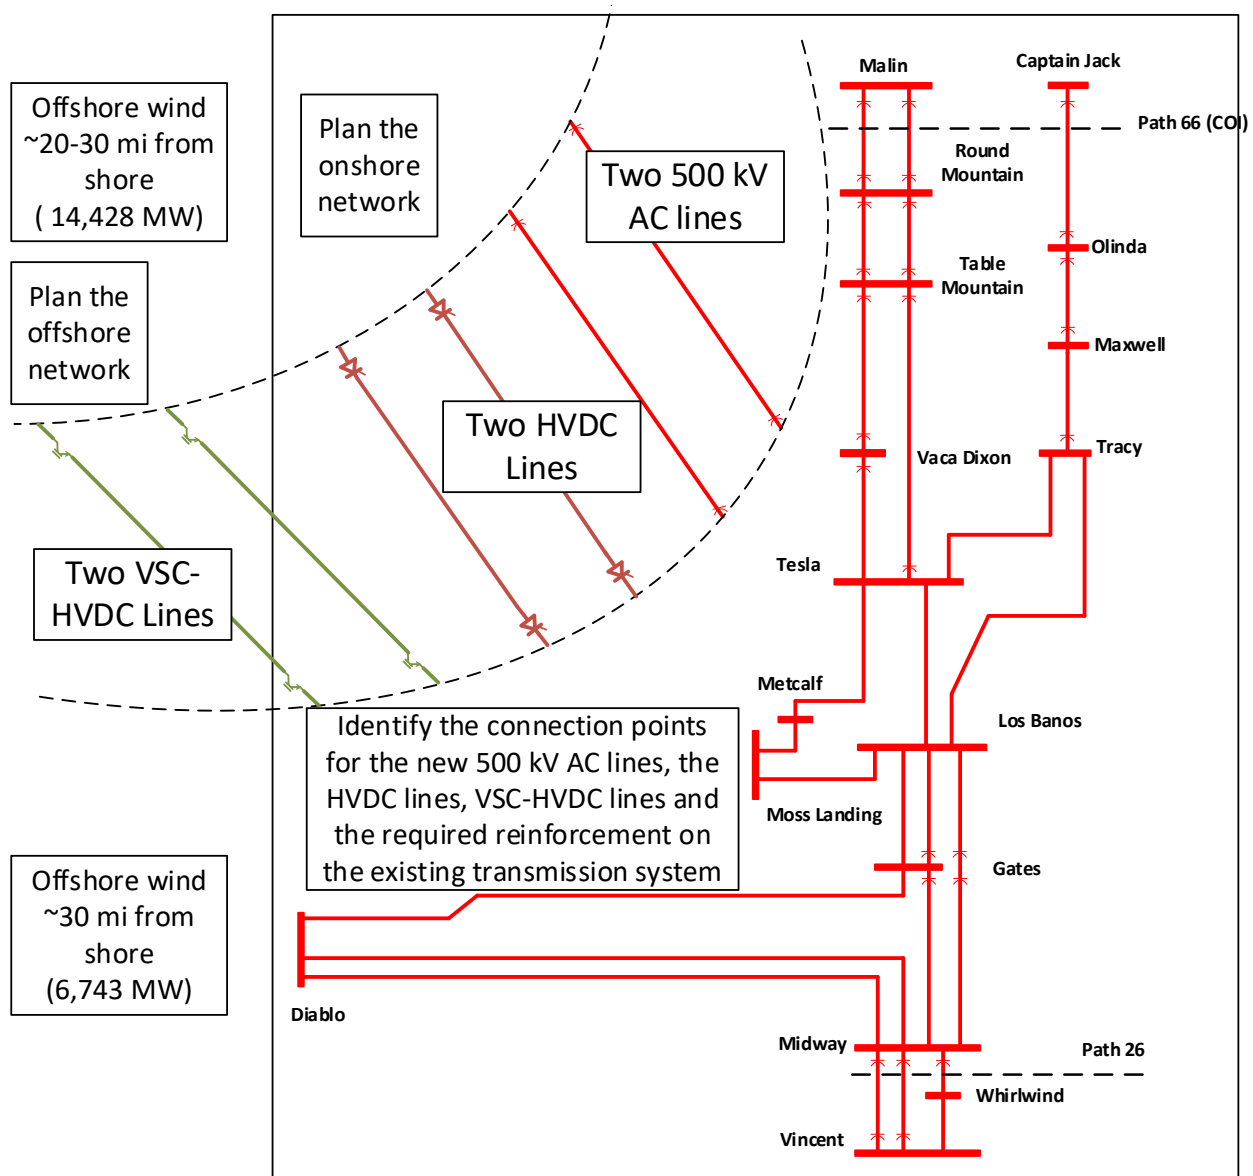 Offshore wind
~20-30 mi from
shore
( 14,428 MW)
Plan the
onshore
network
Two 500 kV
AC lines
Malin
Captain Jack
Path 66 (COI)
Round
Mountain
Olinda
Table
Mountain
Plan the
offshore
network
Maxwell
Two HVDC
Lines
Vaca Dixon
Tracy
Two VSC-
HVDC Lines
Tesla
Metcalf
Los Banos
Identify the connection points
for the new 500 kV AC lines, the
HVDC lines, VSC-HVDC lines and
the required reinforcement on
the existing transmission system
Moss Landing
Gates
Offshore wind
~30 mi from
shore
(6,743 MW)
Diablo
Midway
Path 26
Whirlwind
Vincent